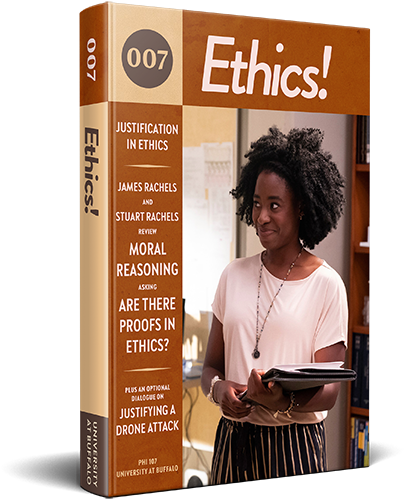 007
Ethics!
UNIVERSITY
AT BUFFALO
007
Ethics!
JUSTIFICATION
IN ETHICS
JAMES RACHELS
AND
STUART RACHELS
REVIEW
MORAL
REASONING
ASKING
ARE THERE
PROOFS IN
ETHICS?
PLUS AN OPTIONAL
DIALOGUE ON
JUSTIFYING A
DRONE ATTACK
PHI 107
UNIVERSITY AT BUFFALO